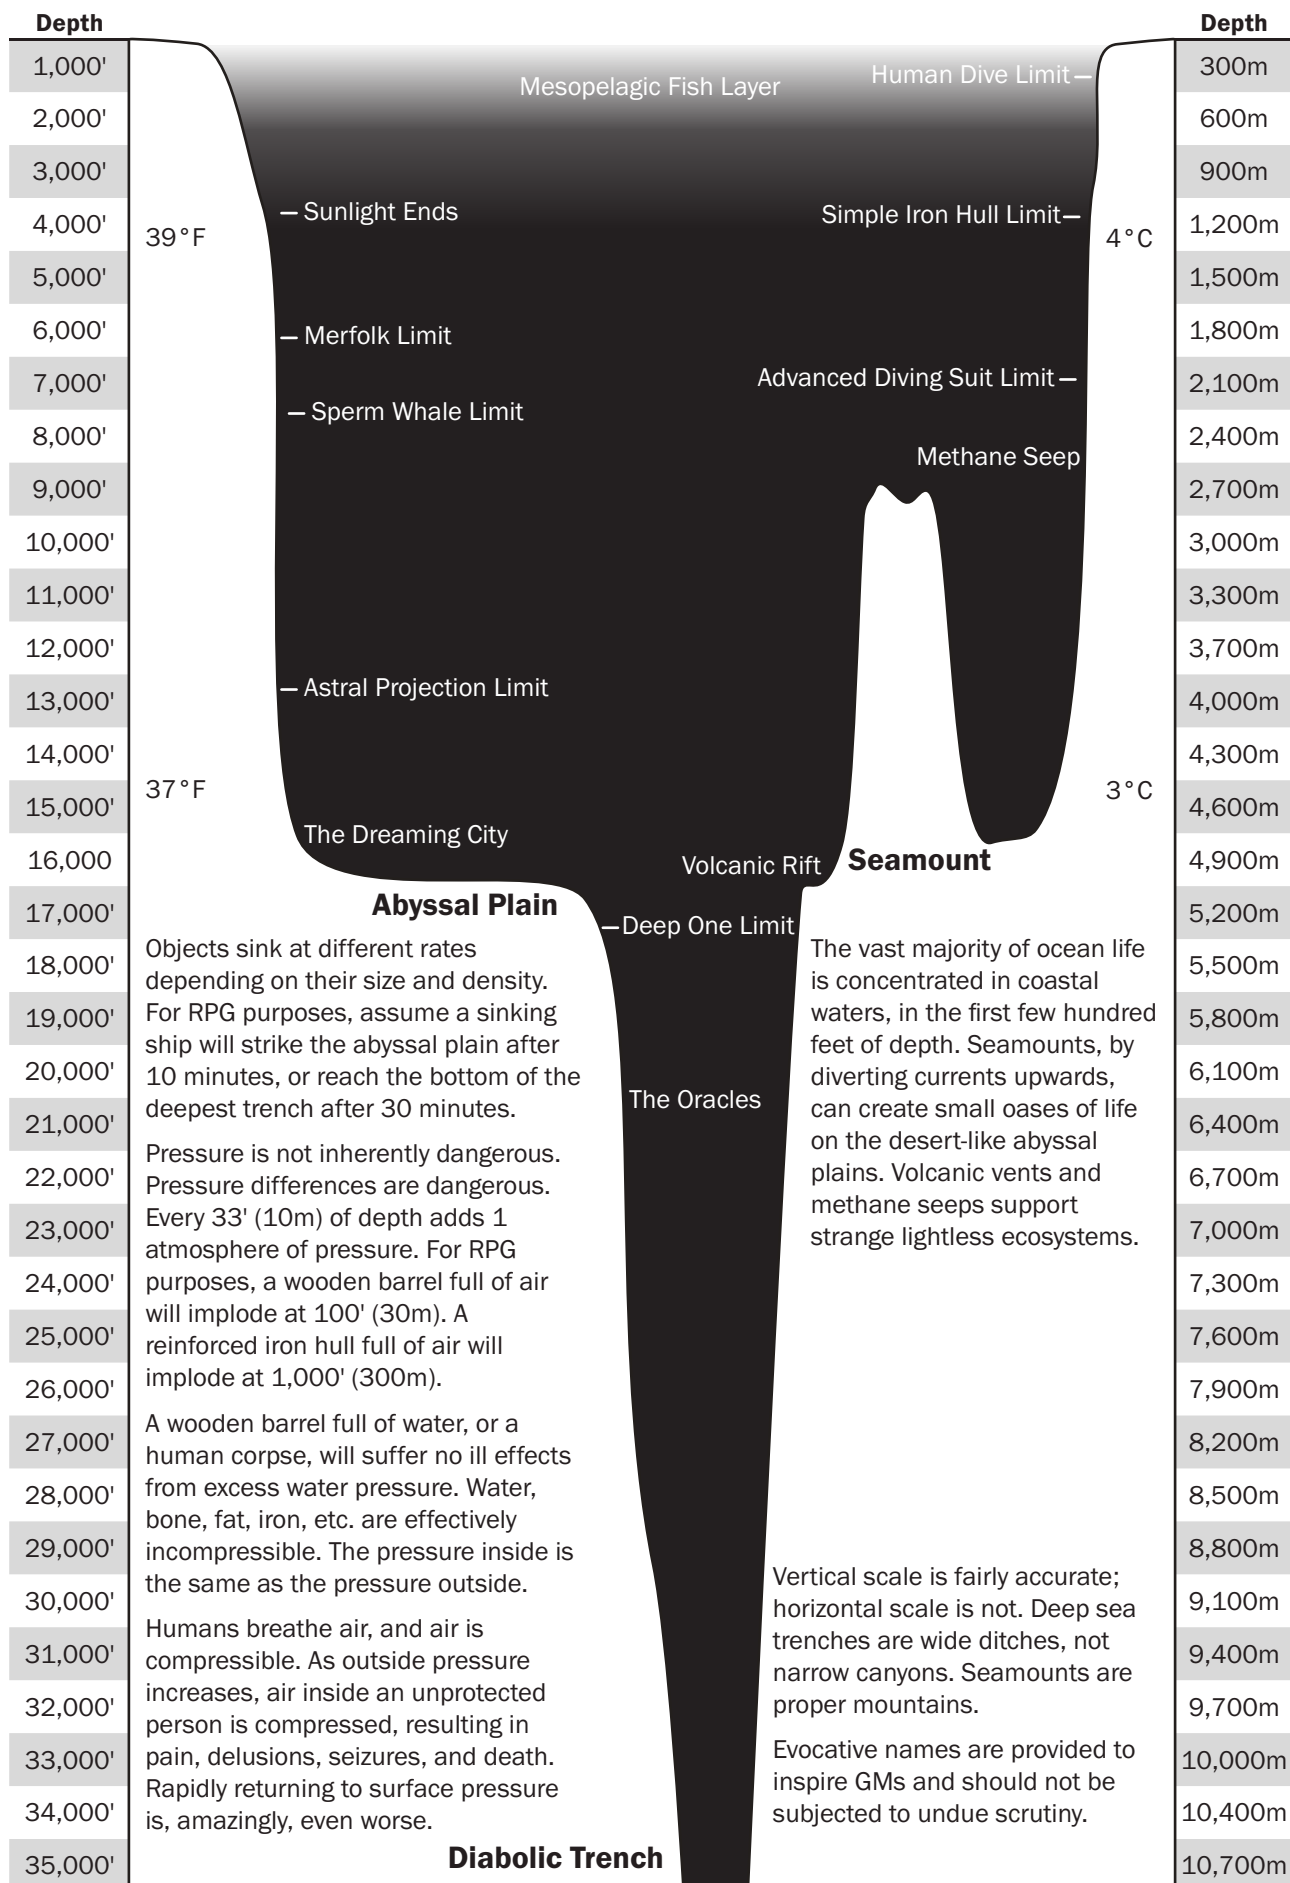 Depth
1,000'
2,000'
3,000'
4,000'
5,000'
6,000'
7,000'
8,000'
9,000'
10,000'
11,000'
12,000'
13,000'
14,000'
15,000'
16,000
17,000'
18,000'
19,000'
20,000'
21,000'
22,000'
23,000'
24,000'
25,000'
26,000'
27,000'
28,000'
29,000'
30,000'
31,000'
32,000'
33,000'
34,000'
35,000'
39°F
37°F
Mesopelagic Fish Layer
Human Dive Limit
Sunlight Ends
Simple Iron Hull Limit
Merfolk Limit
Advanced Diving Suit Limit
Sperm Whale Limit
Methane Seep
Astral Projection Limit
The Dreaming City
Volcanic Rift
Seamount
Abyssal Plain
Deep One Limit
The Oracles
Objects sink at different rates
depending on their size and density.
For RPG purposes, assume a sinking
ship will strike the abyssal plain after
10 minutes, or reach the bottom of the
deepest trench after 30 minutes.
Pressure is not inherently dangerous.
Pressure differences are dangerous.
Every 33' (10m) of depth adds 1
atmosphere of pressure. For RPG
purposes, a wooden barrel full of air
will implode at 100' (30m). A
reinforced iron hull full of air will
implode at 1,000' (300m).
A wooden barrel full of water, or a
human corpse, will suffer no ill effects
from excess water pressure. Water,
bone, fat, iron, etc. are effectively
incompressible. The pressure inside is
the same as the pressure outside.
Humans breathe air, and air is
compressible. As outside pressure
increases, air inside an unprotected
person is compressed, resulting in
pain, delusions, seizures, and death.
Rapidly returning to surface pressure
is, amazingly, even worse.
Diabolic Trench
The vast majority of ocean life
is concentrated in coastal
waters, in the first few hundred
feet of depth. Seamounts, by
diverting currents upwards,
can create small oases of life
on the desert-like abyssal
plains. Volcanic vents and
methane seeps support
strange lightless ecosystems.
Vertical scale is fairly accurate;
horizontal scale is not. Deep sea
trenches are wide ditches, not
narrow canyons. Seamounts are
proper mountains.
Evocative names are provided to
inspire GMs and should not be
subjected to undue scrutiny.
4°C
3°C
Depth
300m
600m
900m
1,200m
1,500m
1,800m
2,100m
2,400m
2,700m
3,000m
3,300m
3,700m
4,000m
4,300m
4,600m
4,900m
5,200m
5,500m
5,800m
6,100m
6,400m
6,700m
7,000m
7,300m
7,600m
7,900m
8,200m
8,500m
8,800m
9,100m
9,400m
9,700m
10,000m
10,400m
10,700m